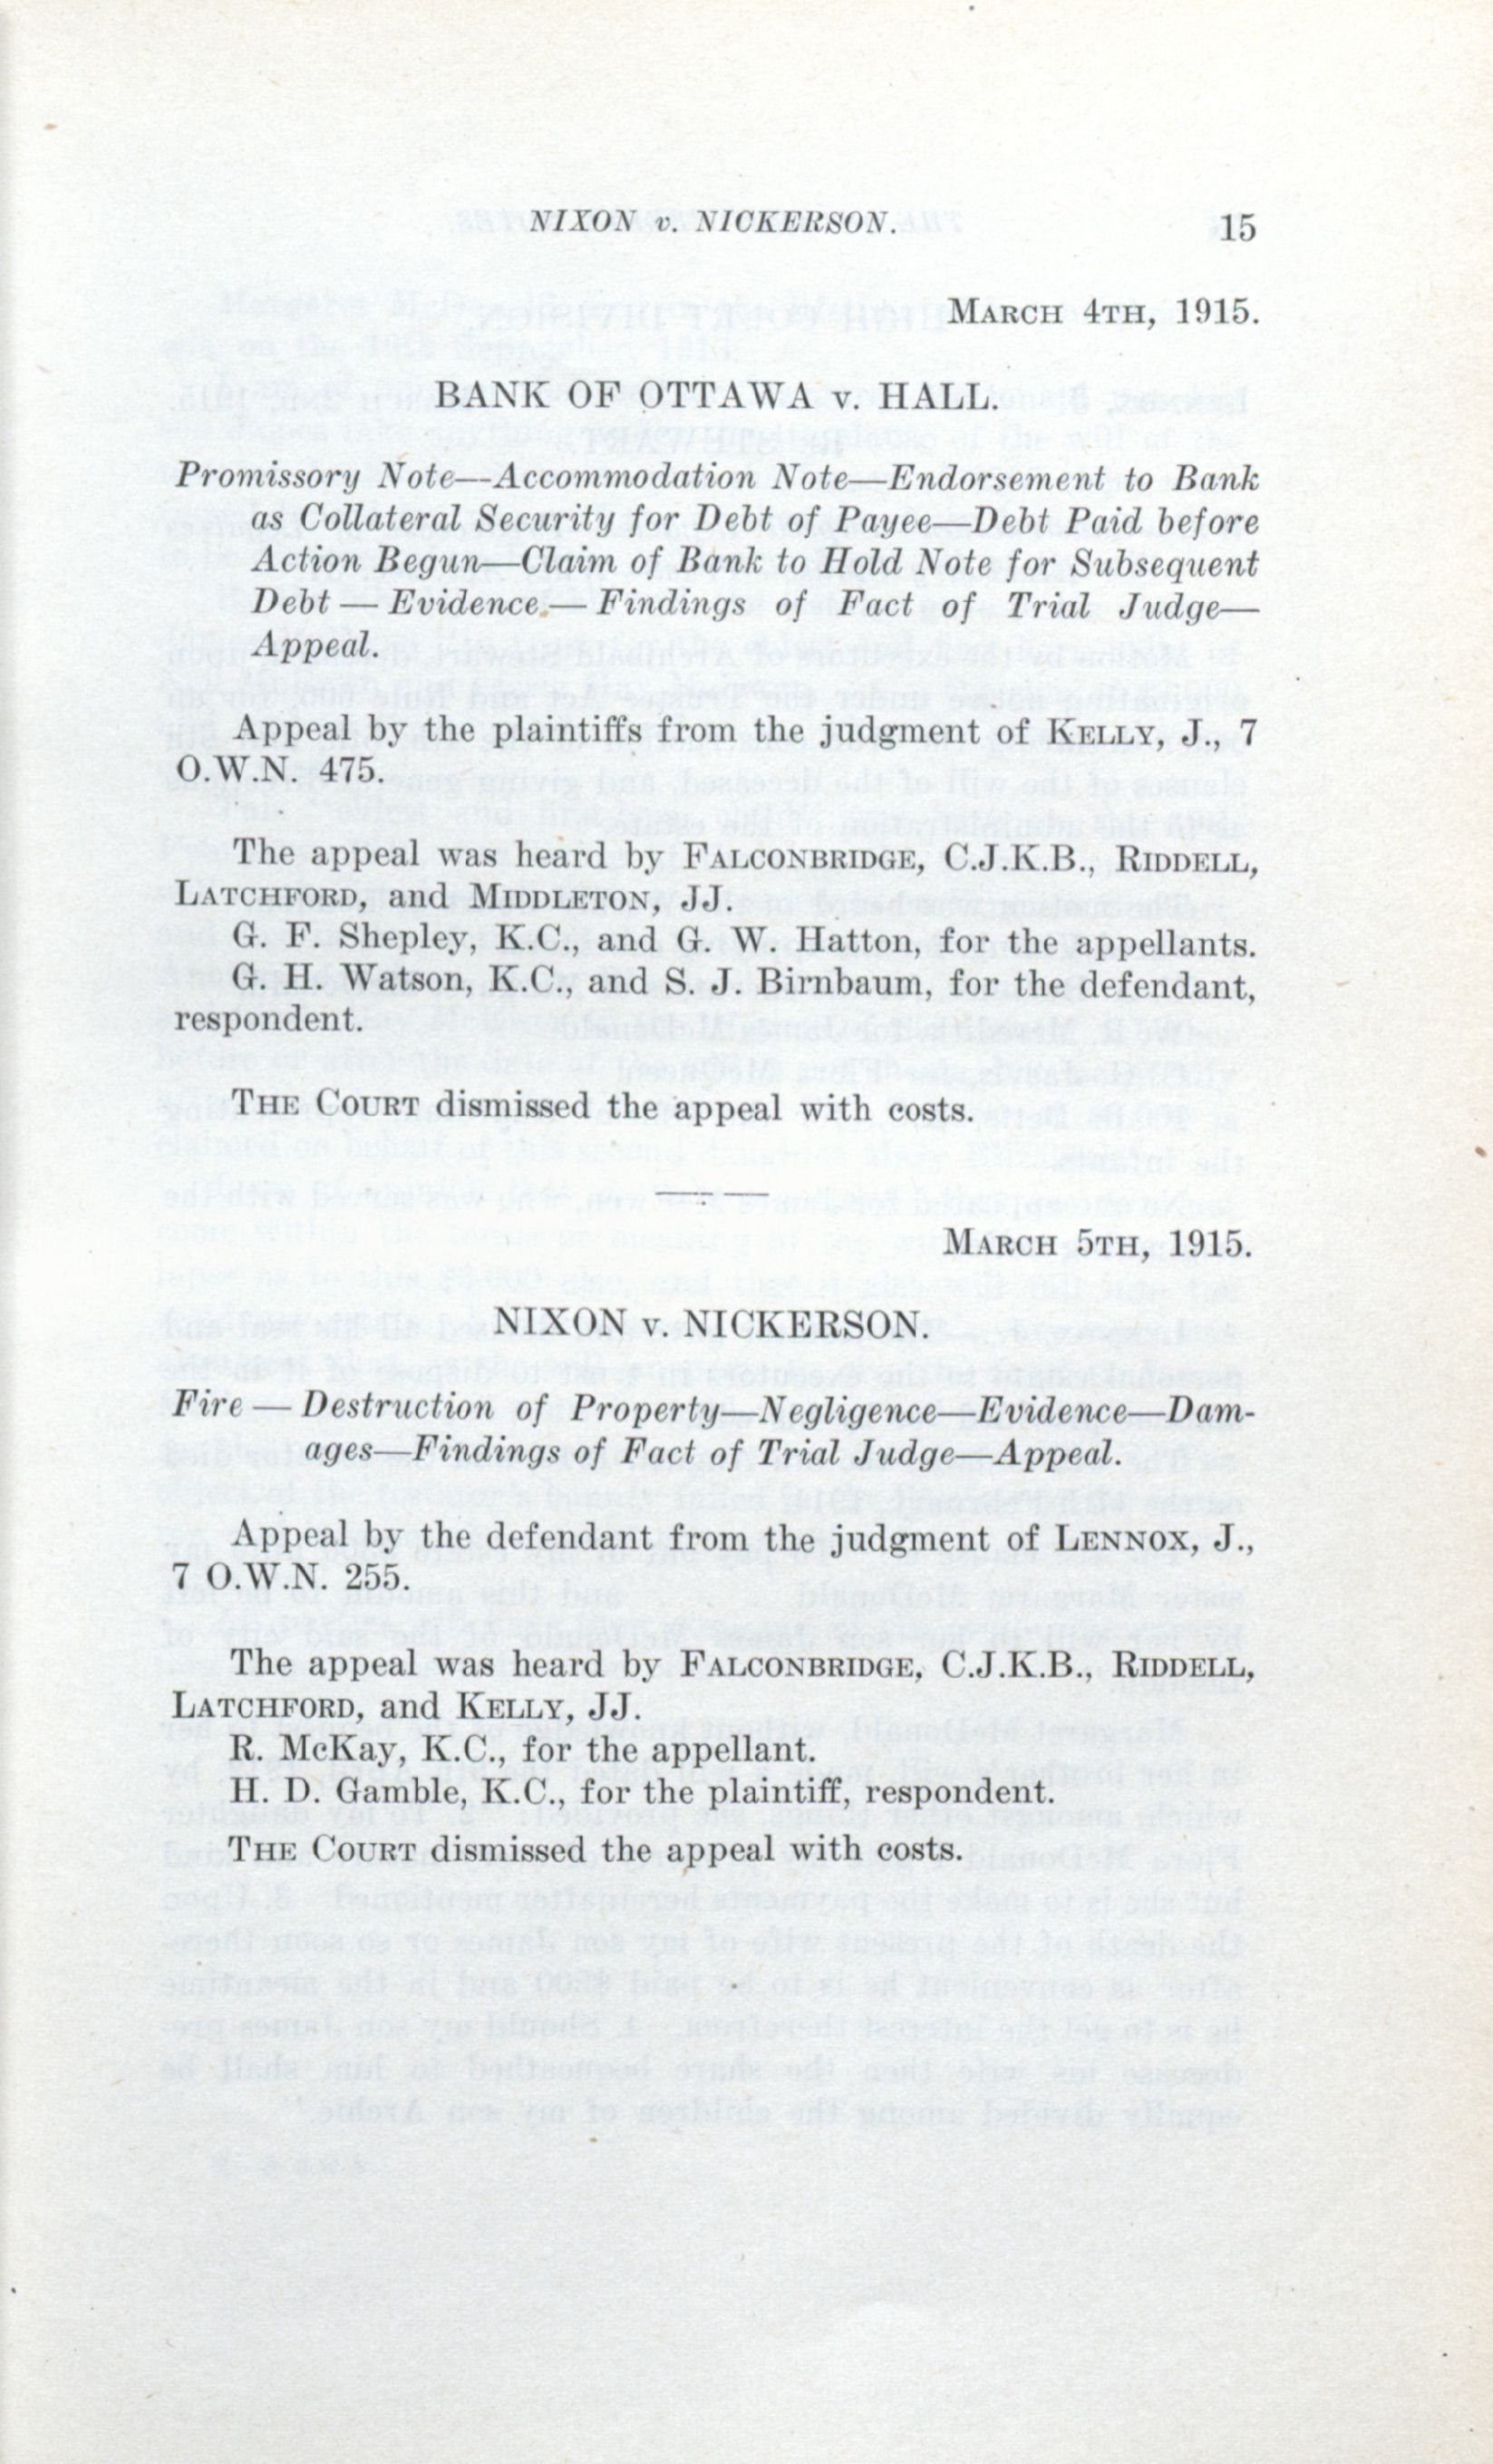 NIXON v. NICKERSON. 15
MARCH 4TH, 1915.
BANK OF OTTAWA v. HALL.
Promissory Note—Accommodation Note—Endorsement to Bank
as Collateral Security for Debt of Payee—Debt Paid before
Action Begun—Claim of Bank to Hold Note for Subsequent
Debt — Evidence — Findings of Fact of Trial Judge—
Appeal.
Appeal by the plaintiffs from the judgment of KELLY, J., 7
O.W.N. 475.
The appeal was heard by FALCONBRIDGE, C.J.K.B., RIDDELL,
LATCHFORD, and MIDDLETON, JJ.
G. F. Shepley, K.C., and G. W. Hatton, for the appellants.
G. H. Watson, K.C., and S. J. Birnbaum, for the defendant,
respondent.
THE COURT dismissed the appeal with costs.
MARCH 5TH, 1915.
NIXON v. NICKERSON.
Fire — Destruction of Property—Negligence—Evidence—Dam-
ages—Findings of Fact of Trial Judge—Appeal.
Appeal by the defendant from the judgment of LENNOX, J.,
7 O.W.N. 255.
The appeal was heard by FALCONBRIDGE, C.J.K.B., RIDDELL,
LATCHFORD, and KELLY, JJ.
R. McKay, K.C., for the appellant.
H. D. Gamble, K.C., for the plaintiff, respondent.
THE COURT dismissed the appeal with costs.